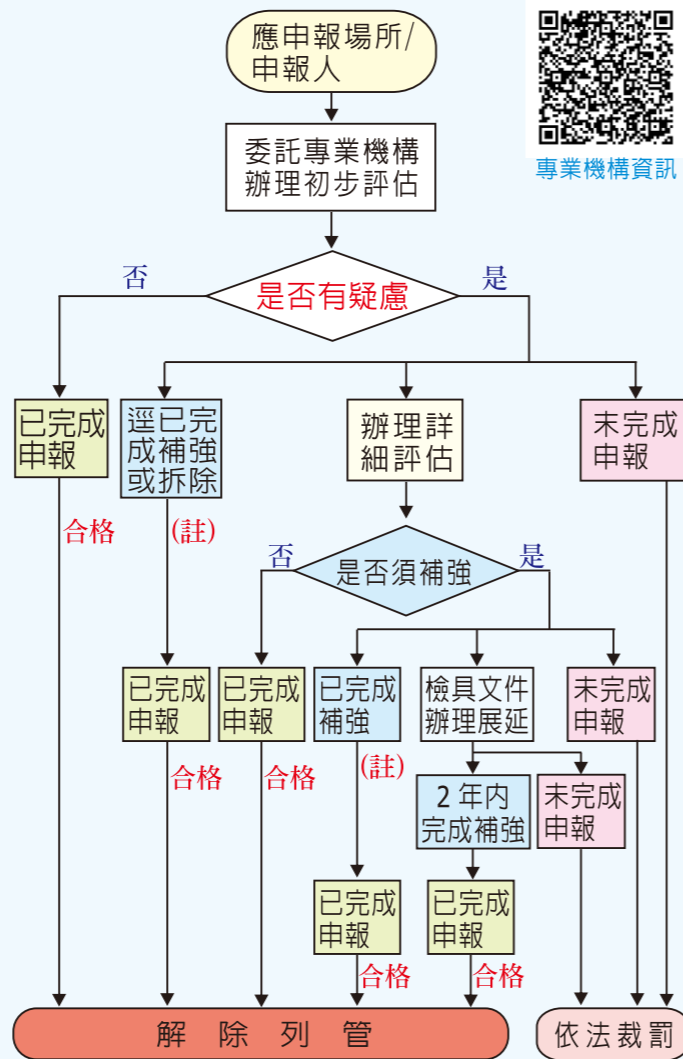 應申報場所/
申報人
專業機構資訊
委託專業機構
辦理初步評估
否
是否有疑慮
是
已完成
申報
逕已完
成補強
或拆除
辦理詳
細評估
未完成
申報
合格
(註)
否
是否須補強
是
已完成
申報
已完成
申報
已完成
補強
檢具文件
辦理展延
未完成
申報
合格
合格
(註)
2年內
完成補強
未完成
申報
已完成
申報
已完成
申報
合格
合格
解除列管
依法裁罰